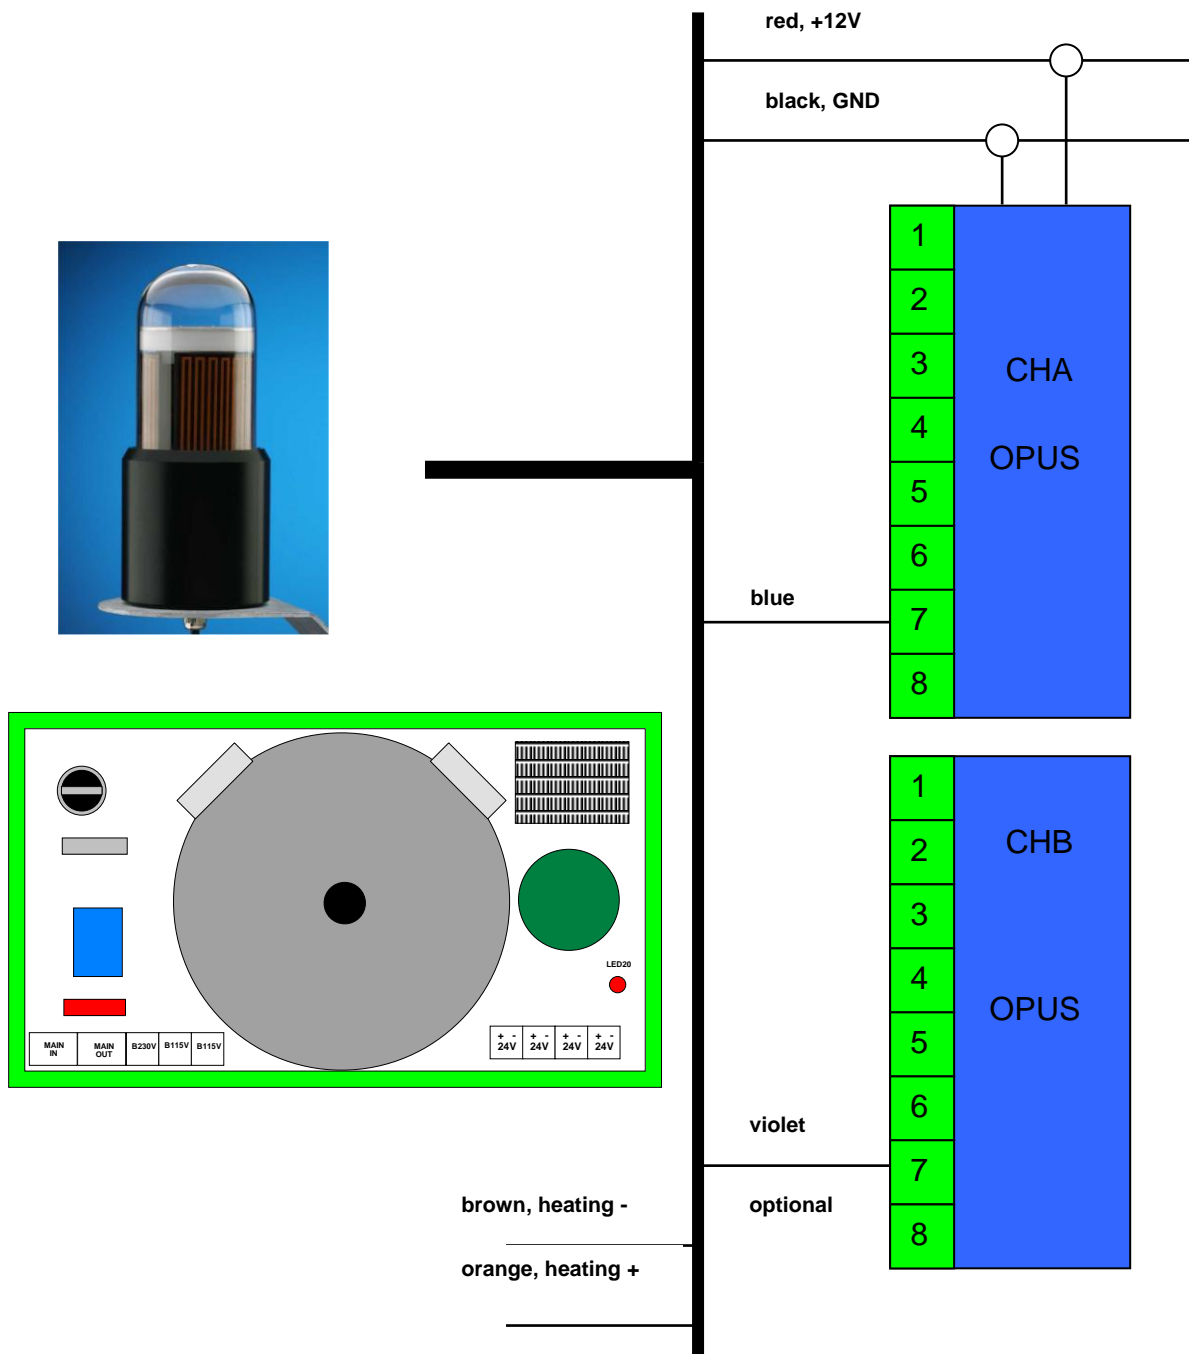 red, +12V
black, GND
1
2
3
4
5
6
7
8
CHA
OPUS
blue
1
2
3
4
5
6
7
8
CHB
OPUS
violet
optional
LED20
MAIN
IN
MAIN
OUT
B230V
B115V
B115V
+ -
24V
+ -
24V
+ -
24V
+ -
24V
brown, heating -
orange, heating +